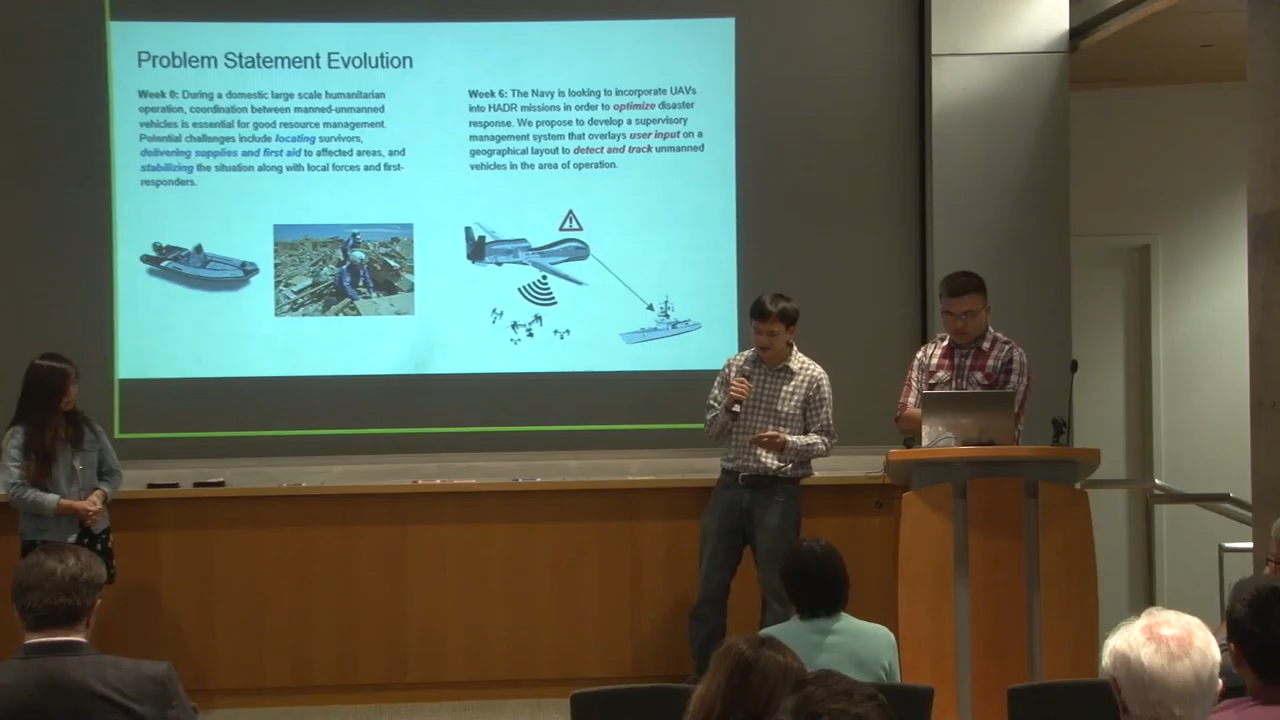 Problem Statement Evolution
Week 0: During a domestic large scale humanitarian
operation, coordination between manned-unmanned
vehicles is essential for good resource management.
Potential challenges include locating survivors,
delivering supplies and first aid to affected areas, and
stabilizing the situation along with local forces and first-
responders.
Week 6: The Navy is looking to incorporate UAVs
into HADR missions in order to optimize disaster
response. We propose to develop a supervisory
management system that overlays user input on a
geographical layout to detect and track unmanned
vehicles in the area of operation.